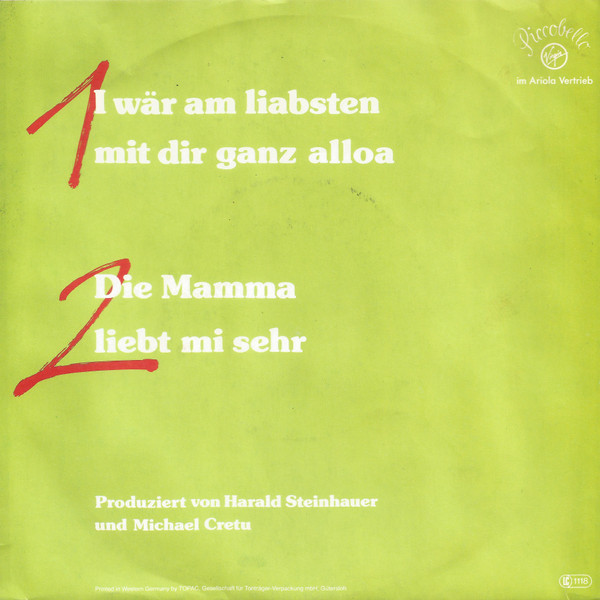 Piccobello
Virgin
im Ariola Vertrieb
1 I wär am liabsten
mit dir ganz alloa
2 Die Mamma
liebt mi sehr
Produziert von Harald Steinhauer
und Michael Cretu
Printed in Western Germany by TOPAC, Gesellschaft für Tonträger-Verpackung mbH, Gütersloh
LC 1118